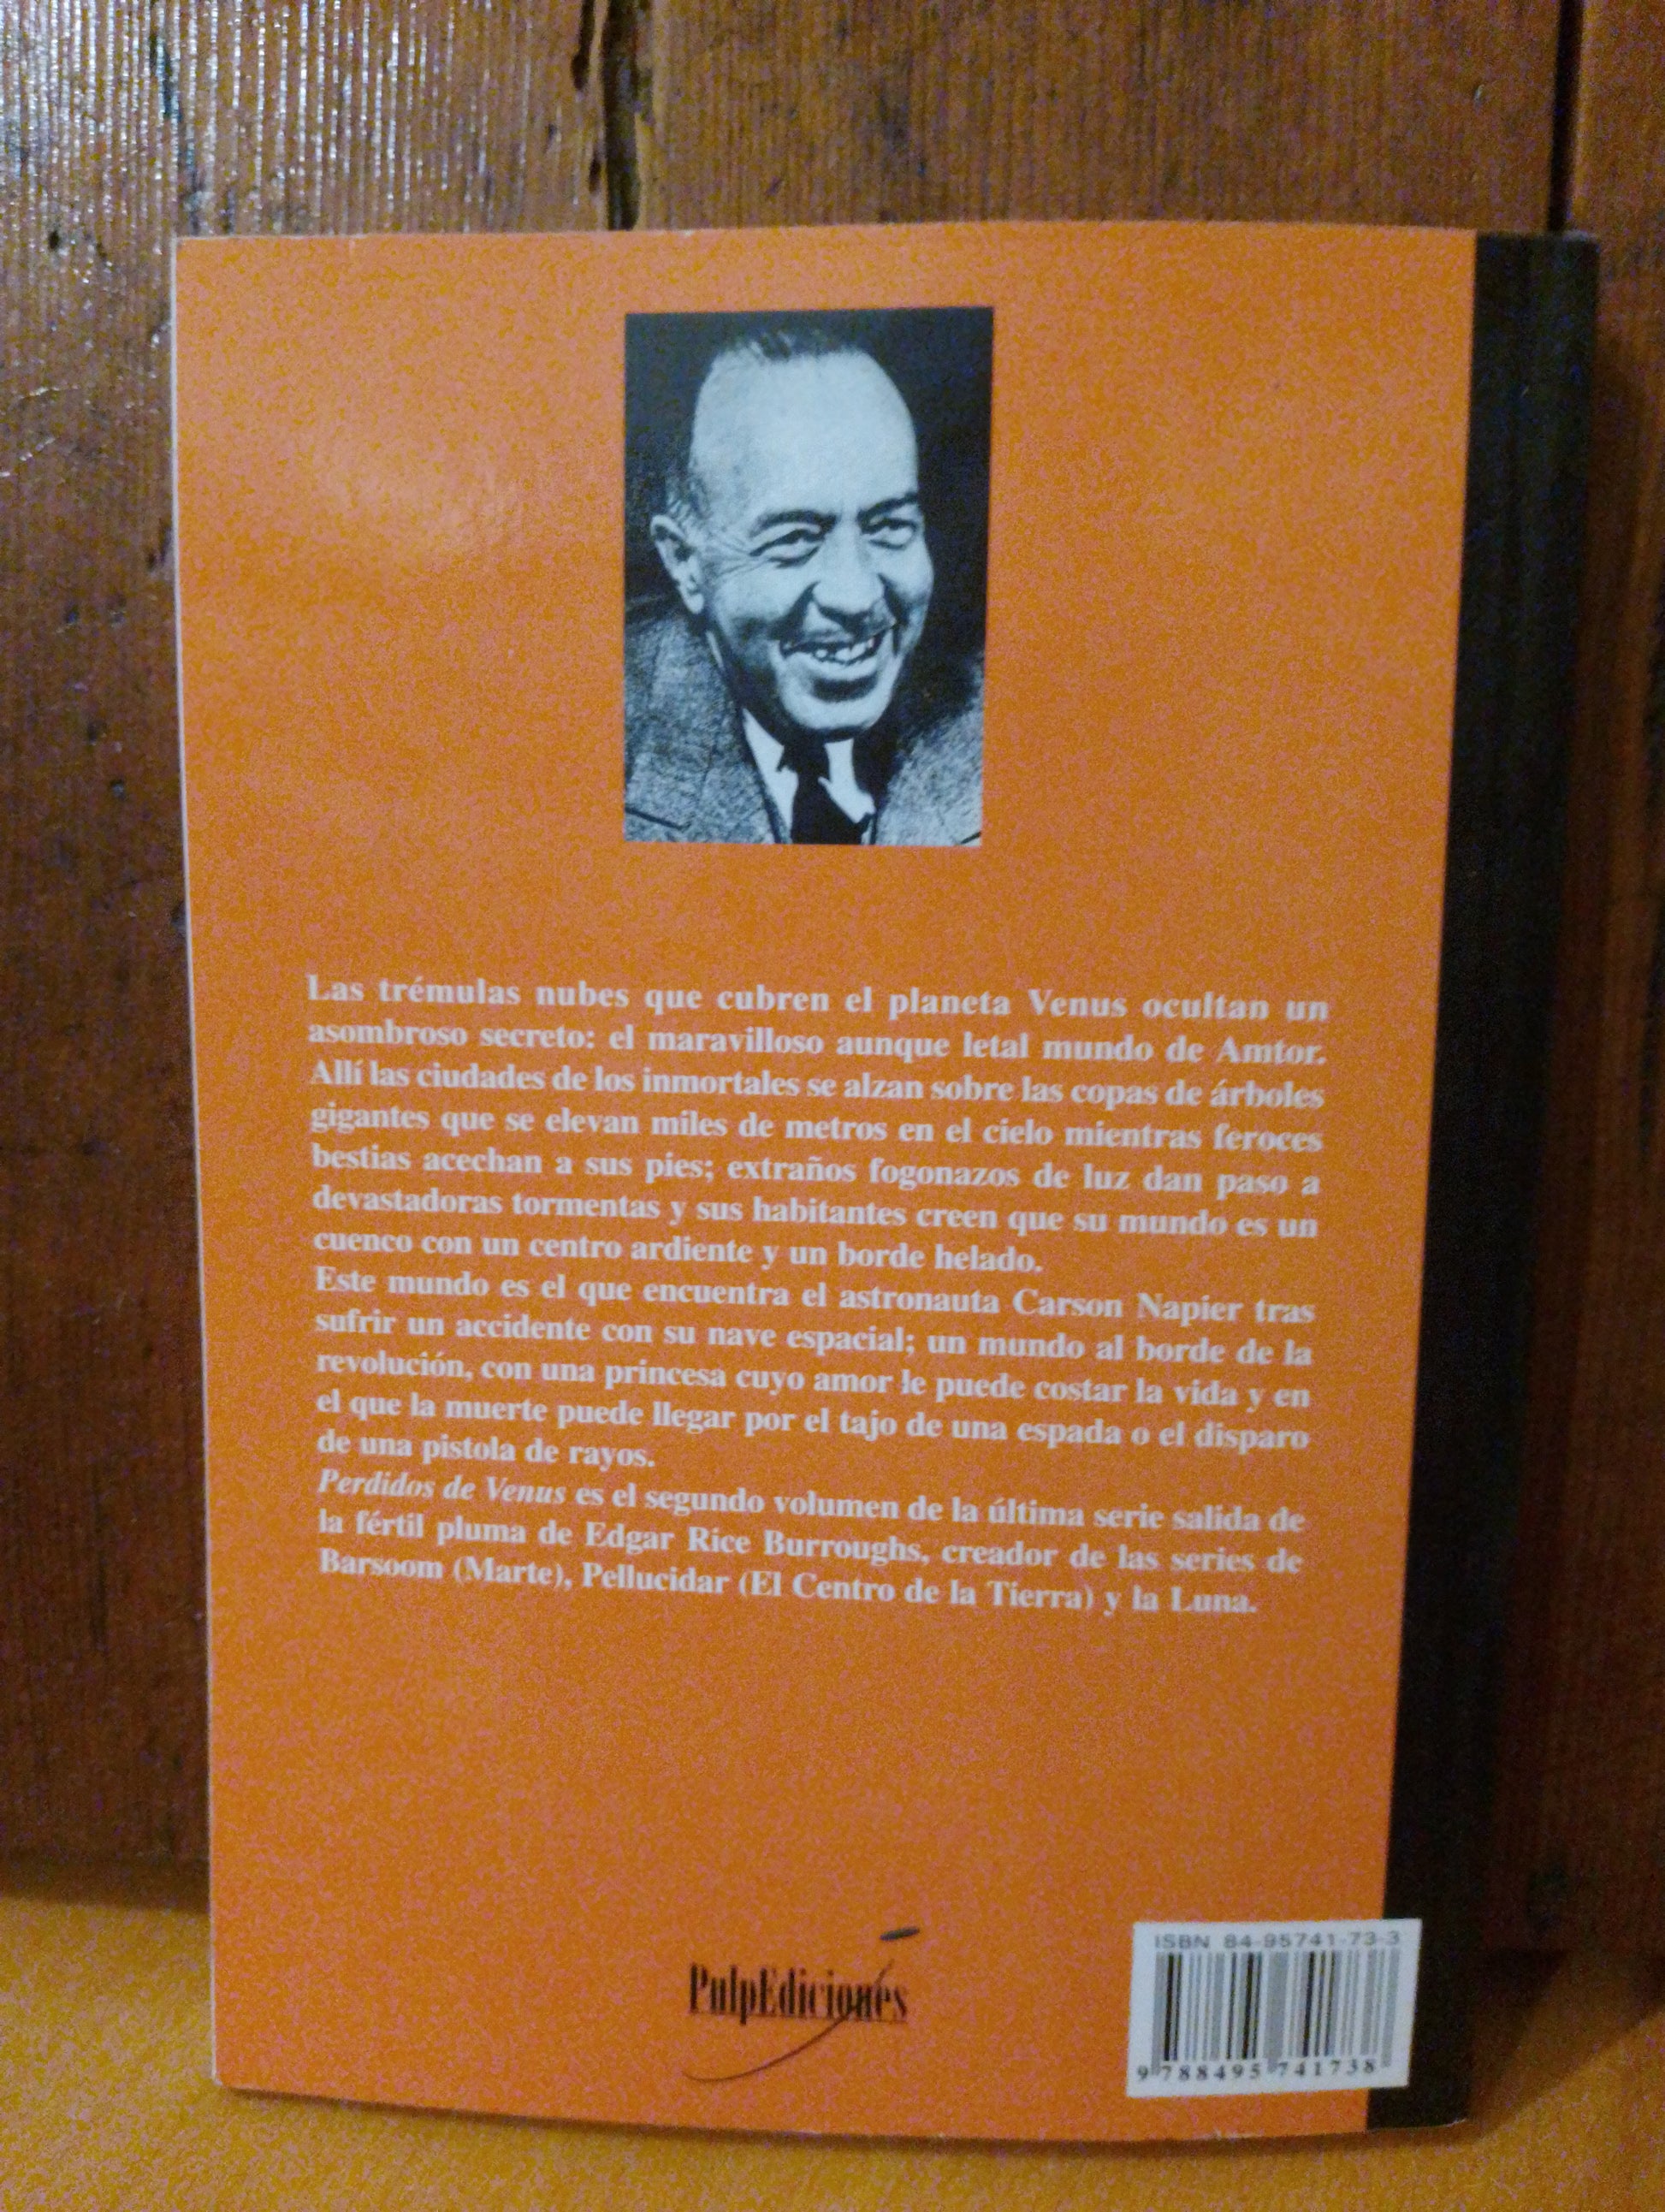 Las trémulas nubes que cubren el planeta Venus ocultan un
asombroso secreto: el maravilloso aunque letal mundo de Amtor.
Allí las ciudades de los inmortales se alzan sobre las copas de árboles
gigantes que se elevan miles de metros en el cielo mientras feroces
bestias acechan a sus pies; extraños fogonazos de luz dan paso a
devastadoras tormentas y sus habitantes creen que su mundo es un
cuenco con un centro ardiente y un borde helado.
Este mundo es el que encuentra el astronauta Carson Napier tras
sufrir un accidente con su nave espacial; un mundo al borde de la
revolución, con una princesa cuyo amor le puede costar la vida y en
el que la muerte puede llegar por el tajo de una espada o el disparo
de una pistola de rayos.
Perdidos de Venus es el segundo volumen de la última serie salida de
la fértil pluma de Edgar Rice Burroughs, creador de las series de
Barsoom (Marte), Pellucidar (El Centro de la Tierra) y la Luna.
PulpEdiciones
ISBN 84-95741-73-3
9 788495 741738